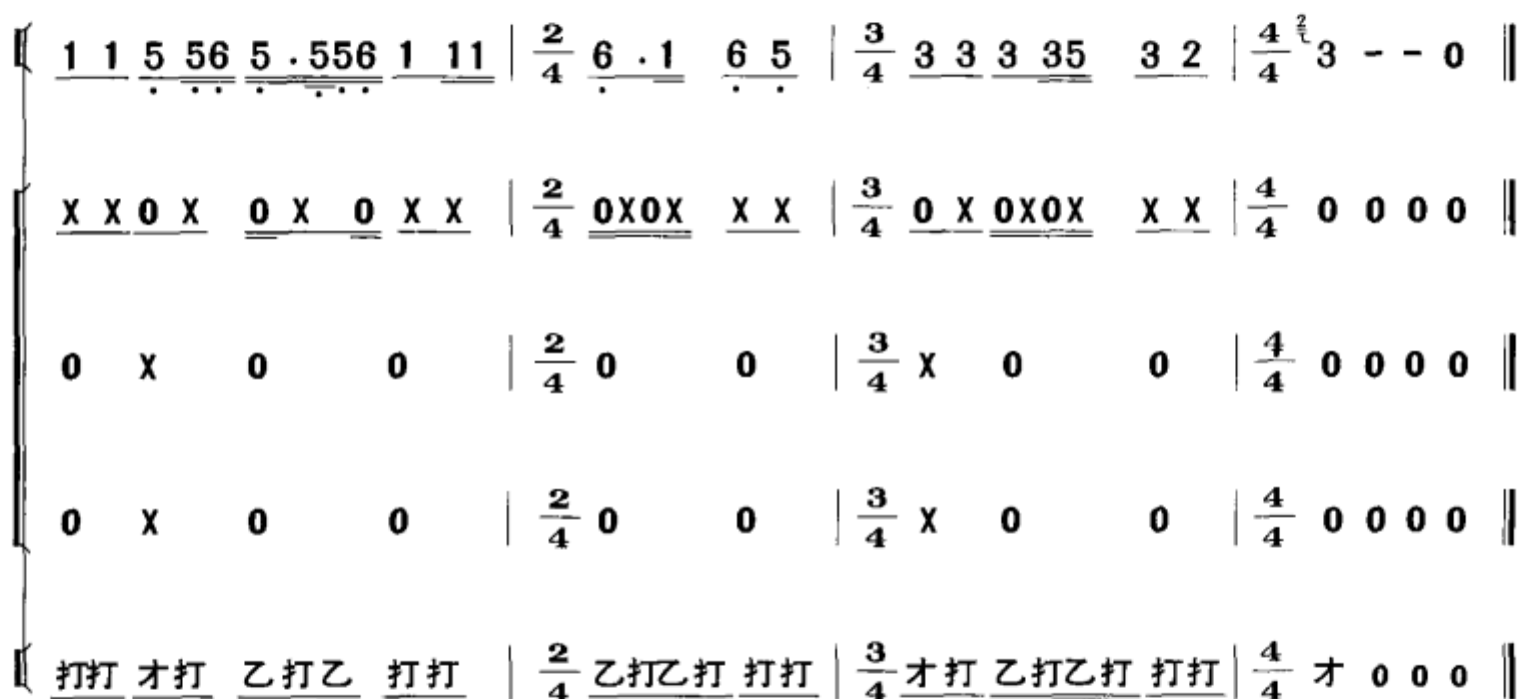 1 1 5 56 5 . 556 1 11 | 2/4 6 . 1 6 5 | 3/4 3 3 3 35 3 2 | 4/4 2 3 - - 0 ‖
X X 0 X 0 X 0 X X | 2/4 0X0X X X | 3/4 0 X 0X0X X X | 4/4 0 0 0 0 ‖
0 X 0 0 | 2/4 0 0 | 3/4 X 0 0 | 4/4 0 0 0 0 ‖
0 X 0 0 | 2/4 0 0 | 3/4 X 0 0 | 4/4 0 0 0 0 ‖
打打 才打 乙打乙 打打 | 2/4 乙打乙打 打打 | 3/4 才打 乙打乙打 打打 | 4/4 才 0 0 0 ‖